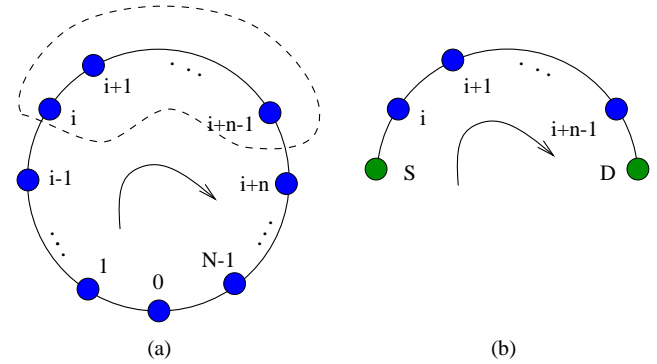 i+1
. . .
i
i+n-1
i-1
i+n
. . .
. . .
1
0
N-1
(a)
i+1
. . .
i
i+n-1
S
D
(b)